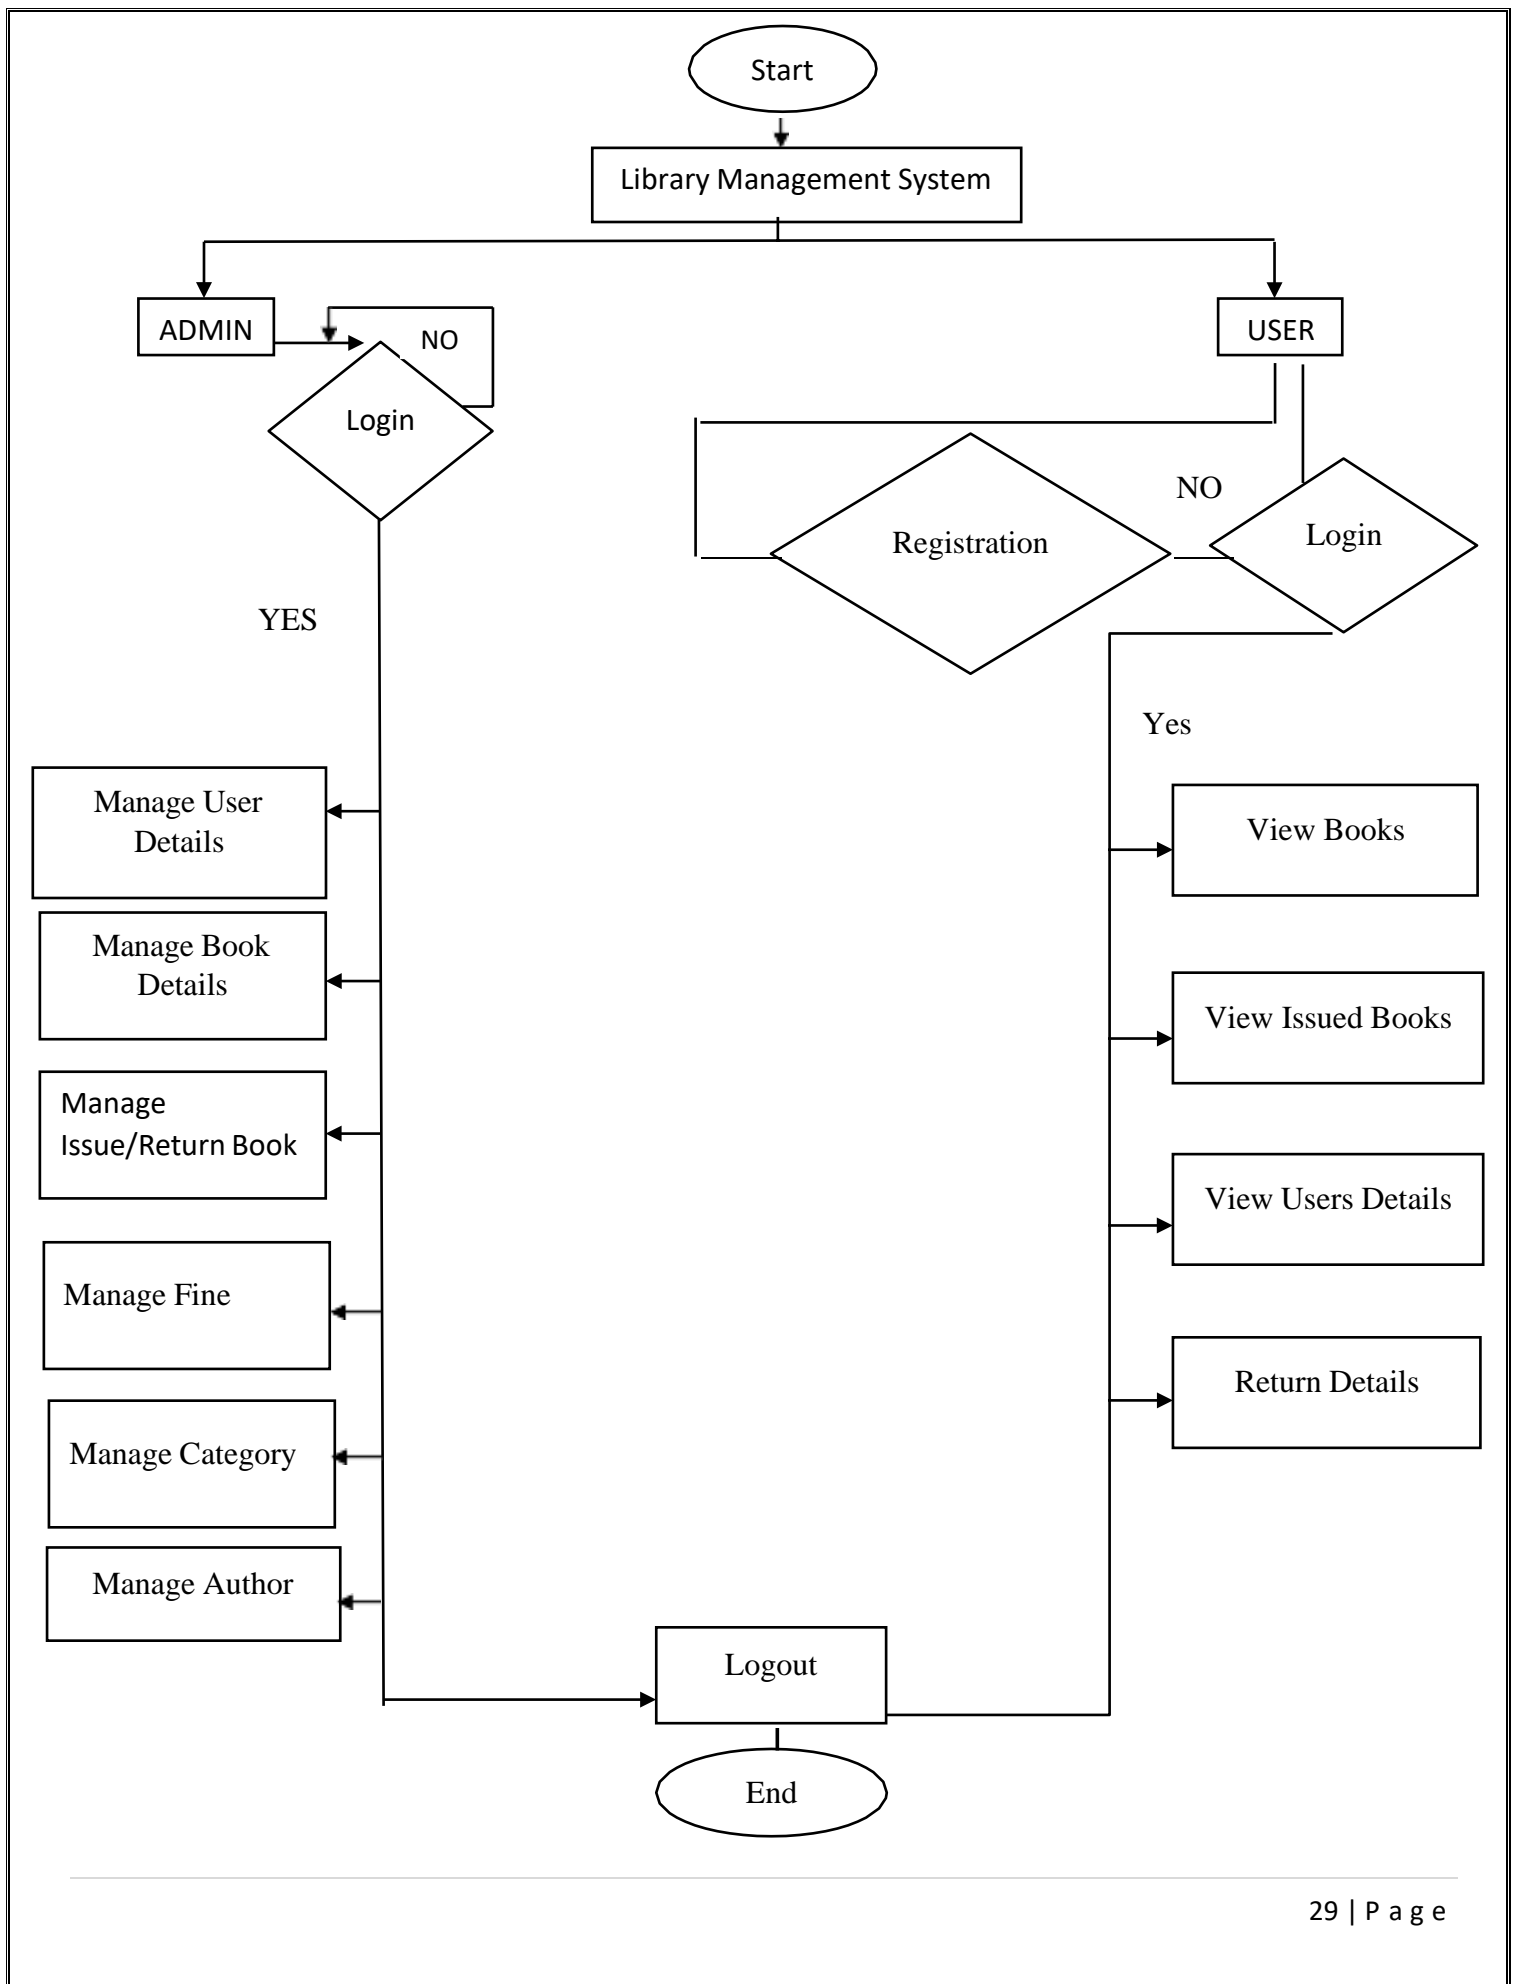 Start
Library Management System
ADMIN
NO
USER
Login
NO
Registration
Login
YES
Yes
Manage User
Details
View Books
Manage Book
Details
View Issued Books
Manage
Issue/Return Book
View Users Details
Manage Fine
Return Details
Manage Category
Manage Author
Logout
End
29 | P a g e